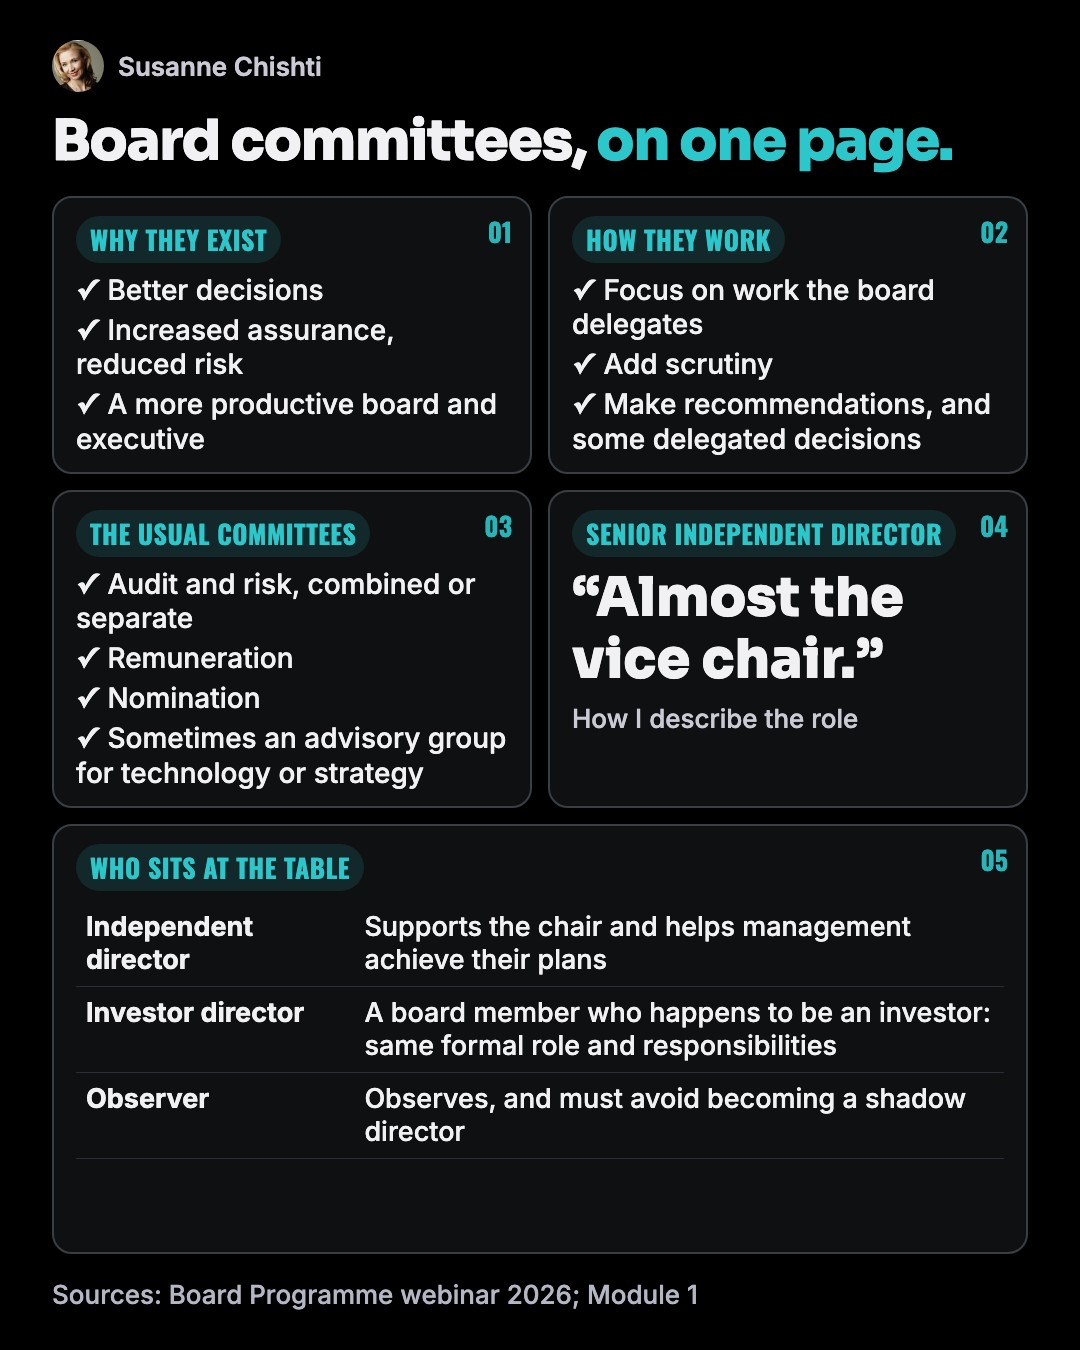 Susanne Chishti
Board committees, on one page.
WHY THEY EXIST
01
✓ Better decisions
✓ Increased assurance,
reduced risk
✓ A more productive board and
executive
HOW THEY WORK
02
✓ Focus on work the board
delegates
✓ Add scrutiny
✓ Make recommendations, and
some delegated decisions
THE USUAL COMMITTEES
03
✓ Audit and risk, combined or
separate
✓ Remuneration
✓ Nomination
✓ Sometimes an advisory group
for technology or strategy
SENIOR INDEPENDENT DIRECTOR
04
“Almost the
vice chair.”
How I describe the role
WHO SITS AT THE TABLE
05
Independent
director
Supports the chair and helps management
achieve their plans
Investor director
A board member who happens to be an investor:
same formal role and responsibilities
Observer
Observes, and must avoid becoming a shadow
director
Sources: Board Programme webinar 2026; Module 1